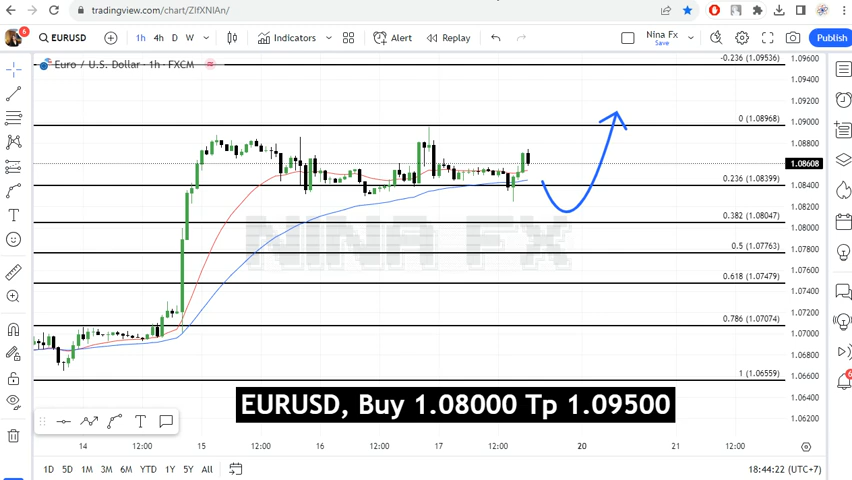 tradingview.com/chart/ZIfXNIAn/
EURUSD
1h 4h D W
Indicators
Alert
Replay
Nina Fx
Save
Publish
Euro / U.S. Dollar · 1h · FXCM
-0.236 (1.09536)
0 (1.08968)
0.236 (1.08399)
0.382 (1.08047)
0.5 (1.07763)
0.618 (1.07479)
0.786 (1.07074)
1 (1.06559)
1.09600
1.09400
1.09200
1.09000
1.08800
1.08608
1.08400
1.08200
1.08000
1.07800
1.07600
1.07400
1.07200
1.07000
1.06800
1.06600
1.06400
1.06200
NINA FX
EURUSD, Buy 1.08000 Tp 1.09500
14 12:00 15 12:00 16 12:00 17 12:00 20 21 12:00
1D 5D 1M 3M 6M YTD 1Y 5Y All
18:44:22 (UTC+7)